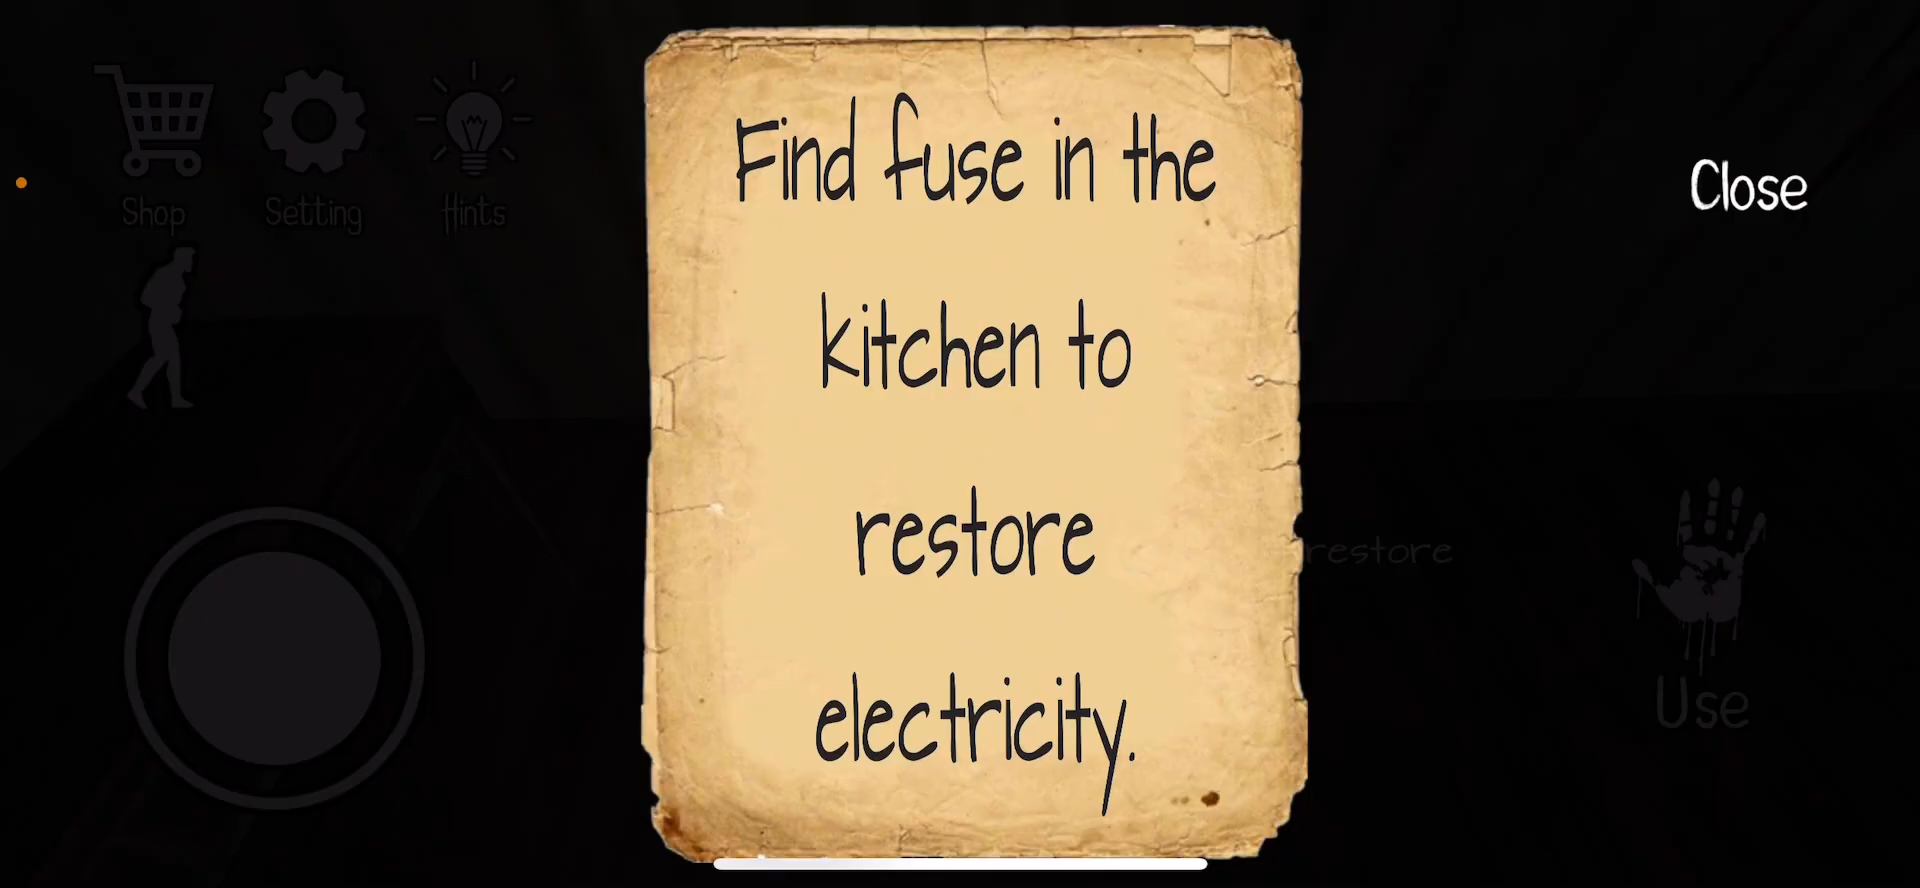 Find fuse in the
kitchen to
restore
electricity.
Close
Shop
Setting
Hints
restore
Use